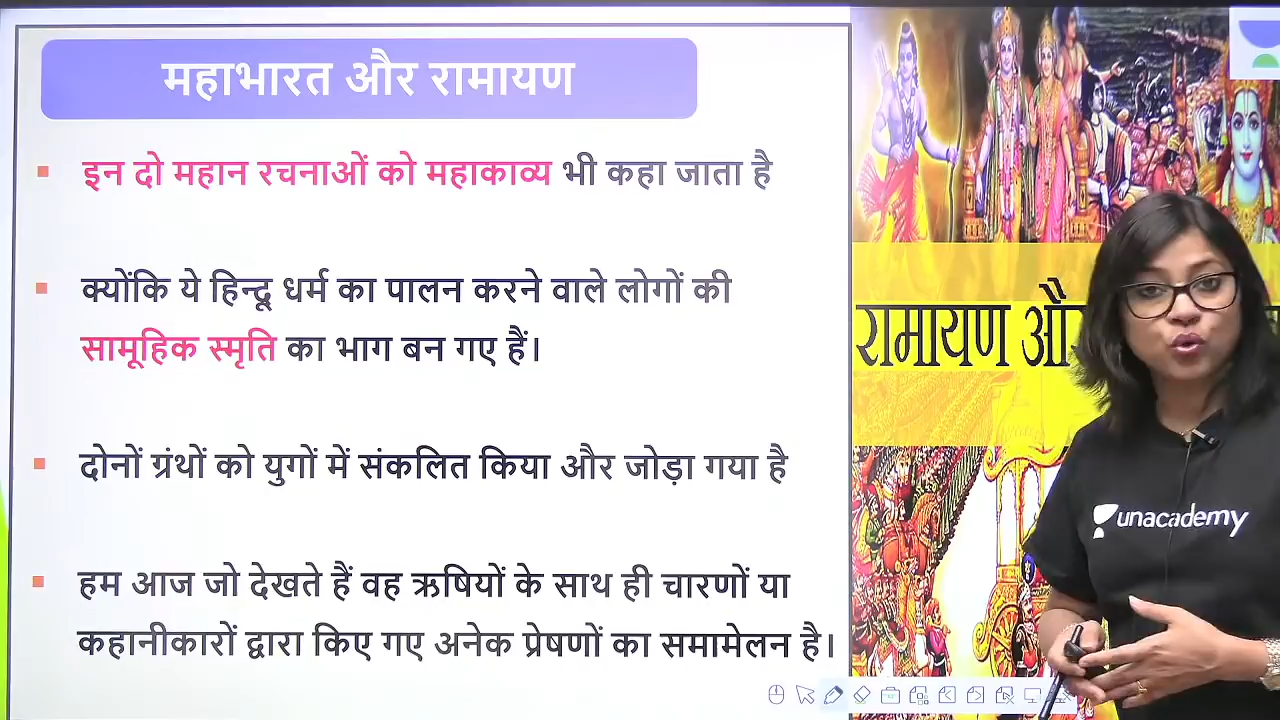 महाभारत और रामायण
इन दो महान रचनाओं को महाकाव्य भी कहा जाता है
क्योंकि ये हिन्दू धर्म का पालन करने वाले लोगों की
सामूहिक स्मृति का भाग बन गए हैं।
दोनों ग्रंथों को युगों में संकलित किया और जोड़ा गया है
हम आज जो देखते हैं वह ऋषियों के साथ ही चारणों या
कहानीकारों द्वारा किए गए अनेक प्रेषणों का समामेलन है।
रामायण और
unacademy